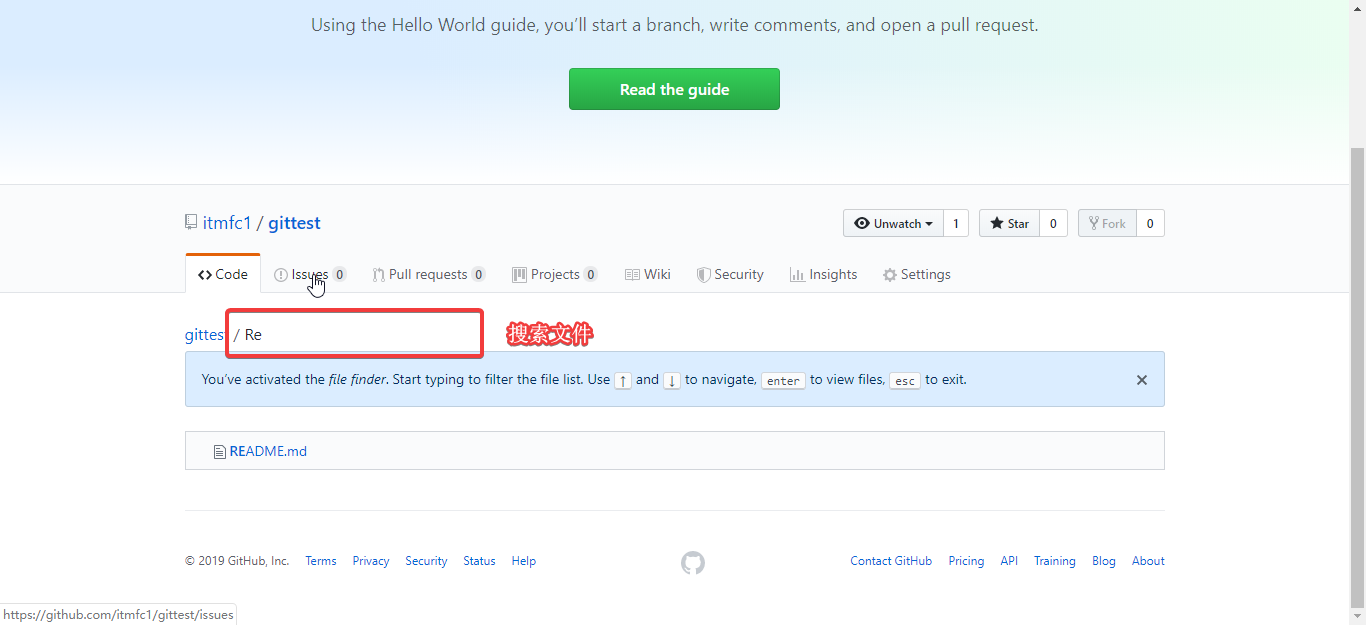 Using the Hello World guide, you’ll start a branch, write comments, and open a pull request.
Read the guide
itmfc1 / gittest
Unwatch 1 Star 0 Fork 0
Code Issues 0 Pull requests 0 Projects 0 Wiki Security Insights Settings
gittest / Re 搜索文件
You’ve activated the file finder. Start typing to filter the file list. Use ↑ and ↓ to navigate, enter to view files, esc to exit. ×
README.md
© 2019 GitHub, Inc. Terms Privacy Security Status Help Contact GitHub Pricing API Training Blog About
https://github.com/itmfc1/gittest/issues